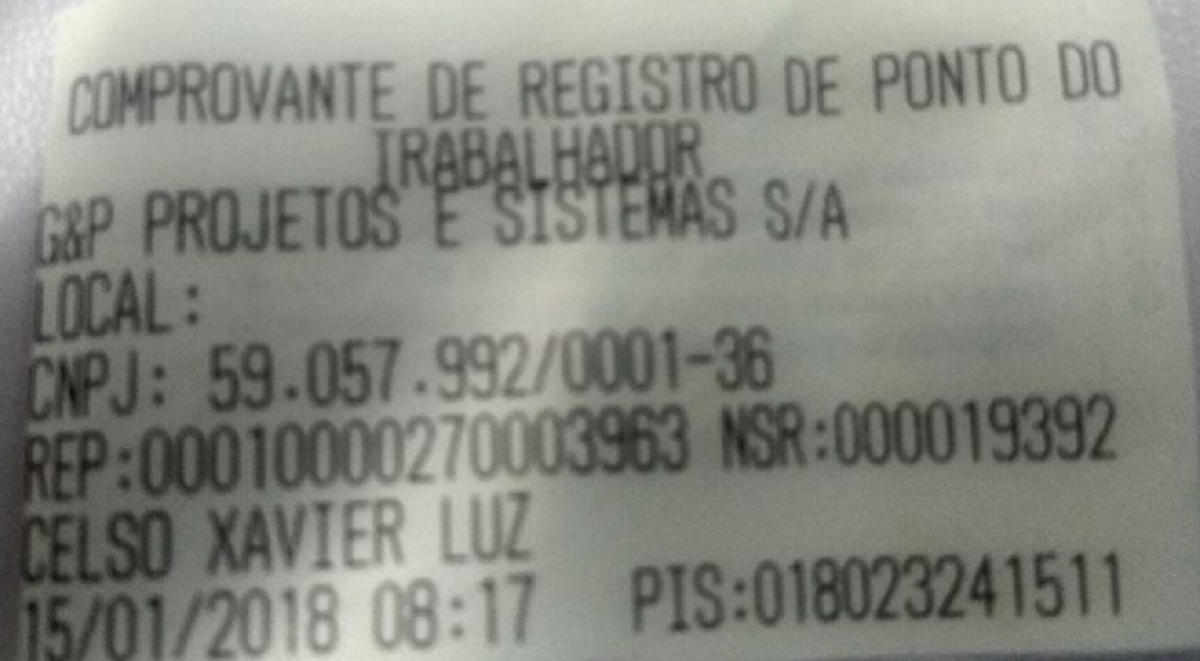 COMPROVANTE DE REGISTRO DE PONTO DO
TRABALHADOR
G&P PROJETOS E SISTEMAS S/A
LOCAL:
CNPJ: 59.057.992/0001-36
REP:00010000270003963 NSR:000019392
CELSO XAVIER LUZ
15/01/2018 08:17 PIS:018023241511